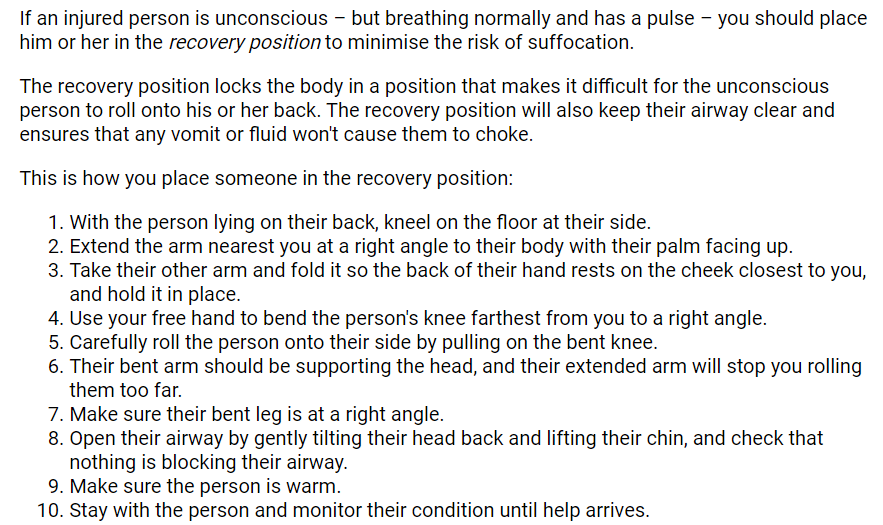 If an injured person is unconscious – but breathing normally and has a pulse – you should place
him or her in the recovery position to minimise the risk of suffocation.
The recovery position locks the body in a position that makes it difficult for the unconscious
person to roll onto his or her back. The recovery position will also keep their airway clear and
ensures that any vomit or fluid won't cause them to choke.
This is how you place someone in the recovery position:
1. With the person lying on their back, kneel on the floor at their side.
2. Extend the arm nearest you at a right angle to their body with their palm facing up.
3. Take their other arm and fold it so the back of their hand rests on the cheek closest to you,
and hold it in place.
4. Use your free hand to bend the person's knee farthest from you to a right angle.
5. Carefully roll the person onto their side by pulling on the bent knee.
6. Their bent arm should be supporting the head, and their extended arm will stop you rolling
them too far.
7. Make sure their bent leg is at a right angle.
8. Open their airway by gently tilting their head back and lifting their chin, and check that
nothing is blocking their airway.
9. Make sure the person is warm.
10. Stay with the person and monitor their condition until help arrives.